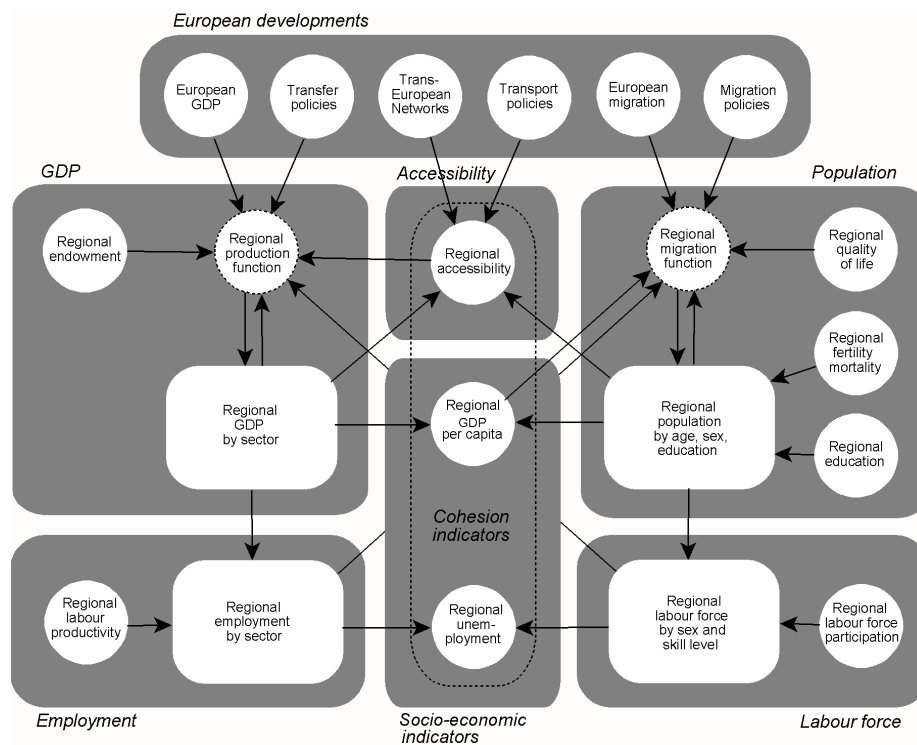 European developments
European
GDP
Transfer
policies
Trans-
European
Networks
Transport
policies
European
migration
Migration
policies
GDP
Accessibility
Population
Regional
endowment
Regional
production
function
Regional
accessibility
Regional
migration
function
Regional
quality
of life
Regional
fertility
mortality
Regional
GDP
by sector
Regional
GDP
per capita
Regional
population
by age, sex,
education
Regional
education
Cohesion
indicators
Regional
labour
productivity
Regional
employment
by sector
Regional
unem-
ployment
Regional
labour force
by sex and
skill level
Regional
labour force
participation
Employment
Socio-economic
indicators
Labour force